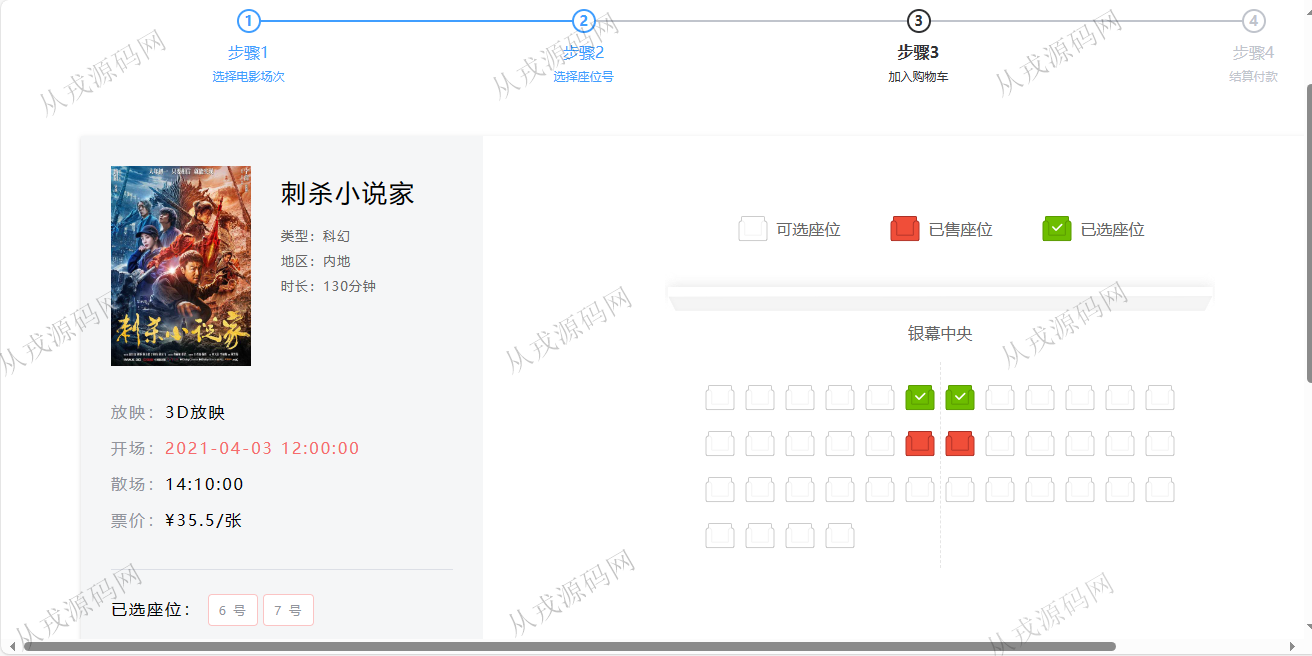 1 2 3 4
步骤1 步骤2 步骤3 步骤4
选择电影场次 选择座位号 加入购物车 结算付款
刺杀小说家
类型：科幻
地区：内地
时长：130分钟
刺杀小说家
可选座位 已售座位 已选座位
银幕中央
放映：3D放映
开场：2021-04-03 12:00:00
散场：14:10:00
票价：¥35.5/张
已选座位： 6 号 7 号
从戎源码网
从戎源码网
从戎源码网
从戎源码网
从戎源码网
从戎源码网
从戎源码网
从戎源码网
从戎源码网